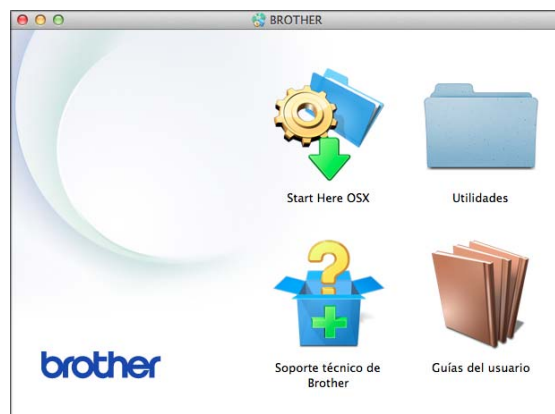 BROTHER
Start Here OSX
Utilidades
Soporte técnico de
Brother
Guías del usuario
brother